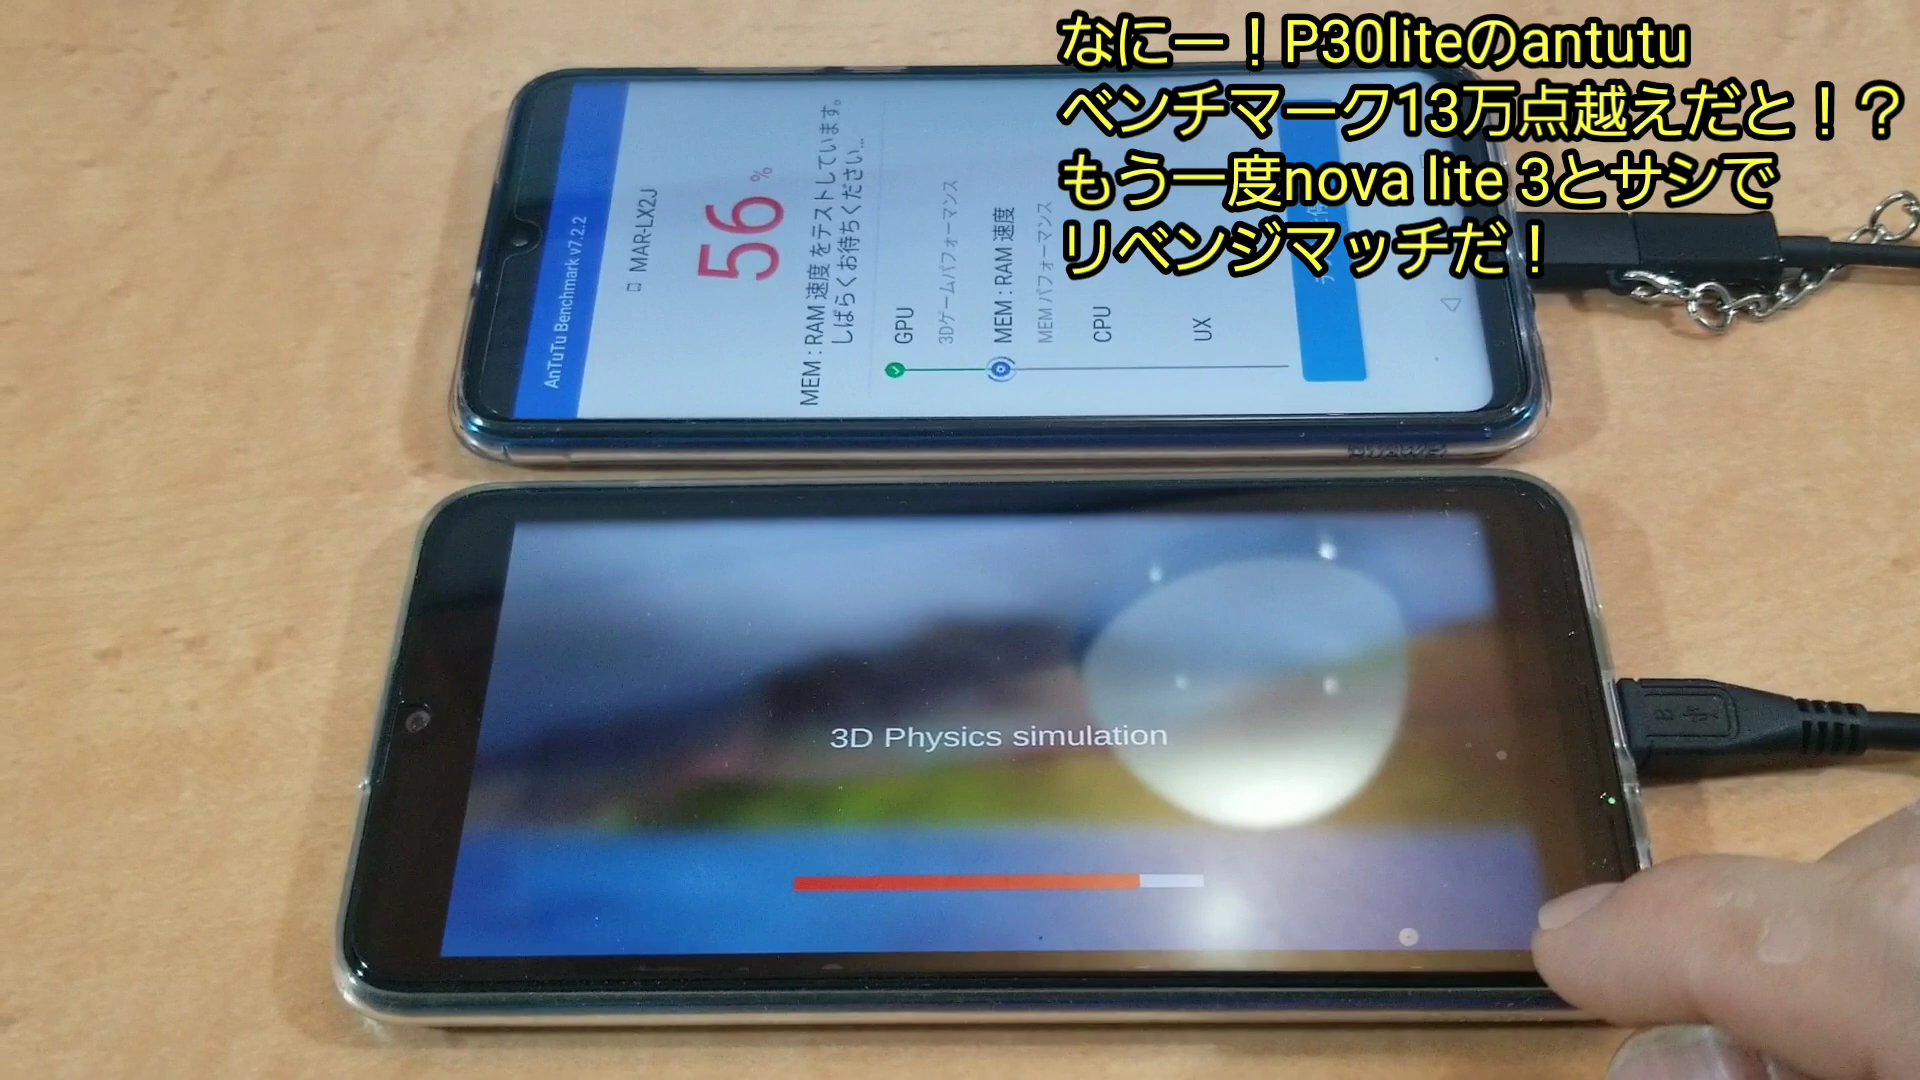 なにー！P30liteのantutu
ベンチマーク13万点越えだと！？
もう一度nova lite 3とサシで
リベンジマッチだ！
AnTuTu Benchmark v7.2.2
MAR-LX2J
56 %
MEM : RAM 速度 をテストしています。
しばらくお待ちください...
GPU
3Dゲームパフォーマンス
MEM : RAM 速度
MEM パフォーマンス
CPU
UX
3D Physics simulation